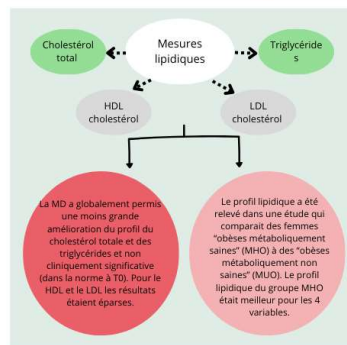 Cholestérol
total
Mesures
lipidiques
Triglycéride
s
HDL
cholestérol
LDL
cholestérol
La MD a globalement permis
une moins grande
amélioration du profil du
cholestérol totale et des
triglycérides et non
cliniquement significative
(dans la norme à T0). Pour le
HDL et le LDL les résultats
étaient éparses.
Le profil lipidique a été
relevé dans une étude qui
comparait des femmes
“obèses métaboliquement
saines” (MHO) à des “obèses
métaboliquement non
saines” (MUO). Le profil
lipidique du groupe MHO
était meilleur pour les 4
variables.